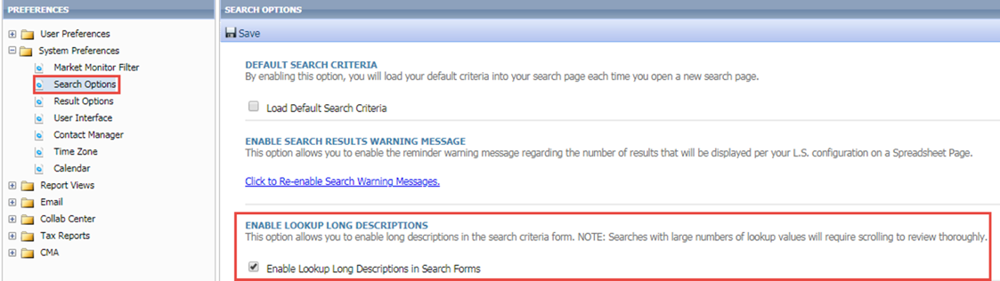 PREFERENCES
User Preferences
System Preferences
Market Monitor Filter
Search Options
Result Options
User Interface
Contact Manager
Time Zone
Calendar
Report Views
Email
Collab Center
Tax Reports
CMA
SEARCH OPTIONS
Save
DEFAULT SEARCH CRITERIA
By enabling this option, you will load your default criteria into your search page each time you open a new search page.
Load Default Search Criteria
ENABLE SEARCH RESULTS WARNING MESSAGE
This option allows you to enable the reminder warning message regarding the number of results that will be displayed per your L.S. configuration on a Spreadsheet Page.
Click to Re-enable Search Warning Messages.
ENABLE LOOKUP LONG DESCRIPTIONS
This option allows you to enable long descriptions in the search criteria form. NOTE: Searches with large numbers of lookup values will require scrolling to review thoroughly.
Enable Lookup Long Descriptions in Search Forms